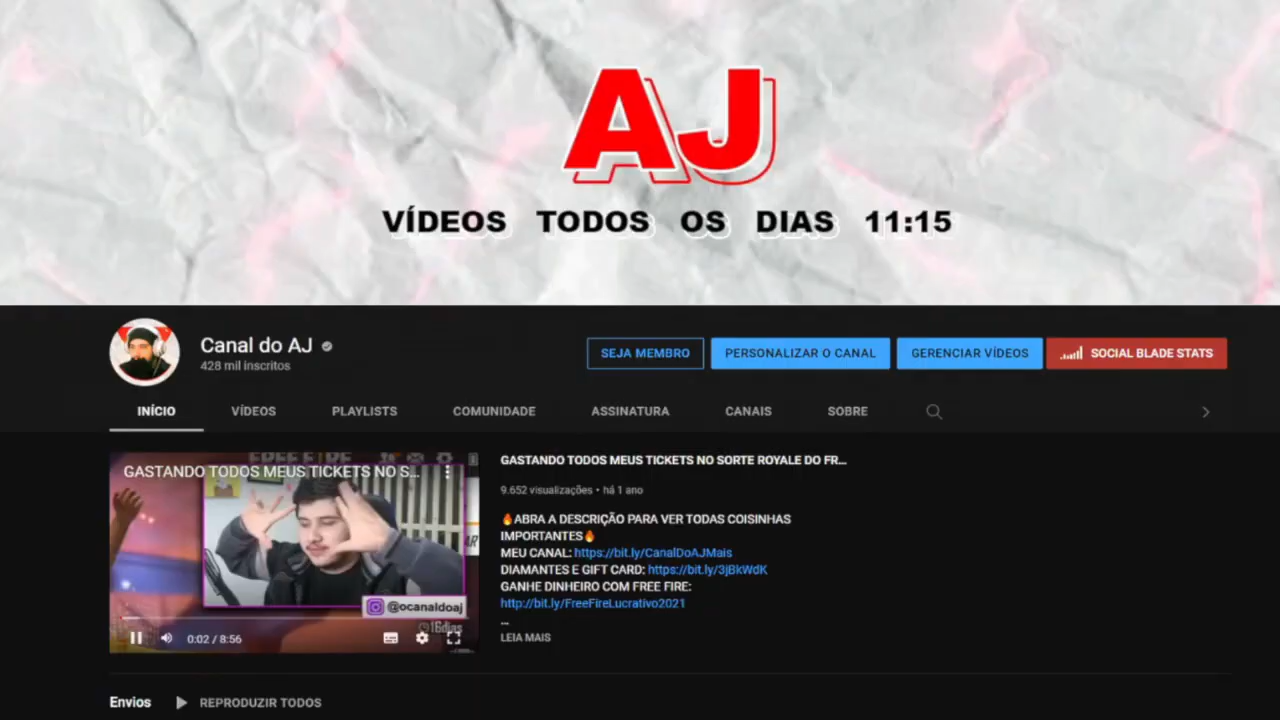 AJ
VÍDEOS TODOS OS DIAS 11:15
Canal do AJ
428 mil inscritos
SEJA MEMBRO
PERSONALIZAR O CANAL
GERENCIAR VÍDEOS
SOCIAL BLADE STATS
INÍCIO
VÍDEOS
PLAYLISTS
COMUNIDADE
ASSINATURA
CANAIS
SOBRE
FREE FIRE
GASTANDO TODOS MEUS TICKETS NO S...
@ocanaldoaj
16dias
0:02 / 8:56
GASTANDO TODOS MEUS TICKETS NO SORTE ROYALE DO FR...
9.652 visualizações • há 1 ano
🔥ABRA A DESCRIÇÃO PARA VER TODAS COISINHAS
IMPORTANTES🔥
MEU CANAL: https://bit.ly/CanalDoAJMais
DIAMANTES E GIFT CARD: https://bit.ly/3jBkWdK
GANHE DINHEIRO COM FREE FIRE:
http://bit.ly/FreeFireLucrativo2021
...
LEIA MAIS
Envios
REPRODUZIR TODOS